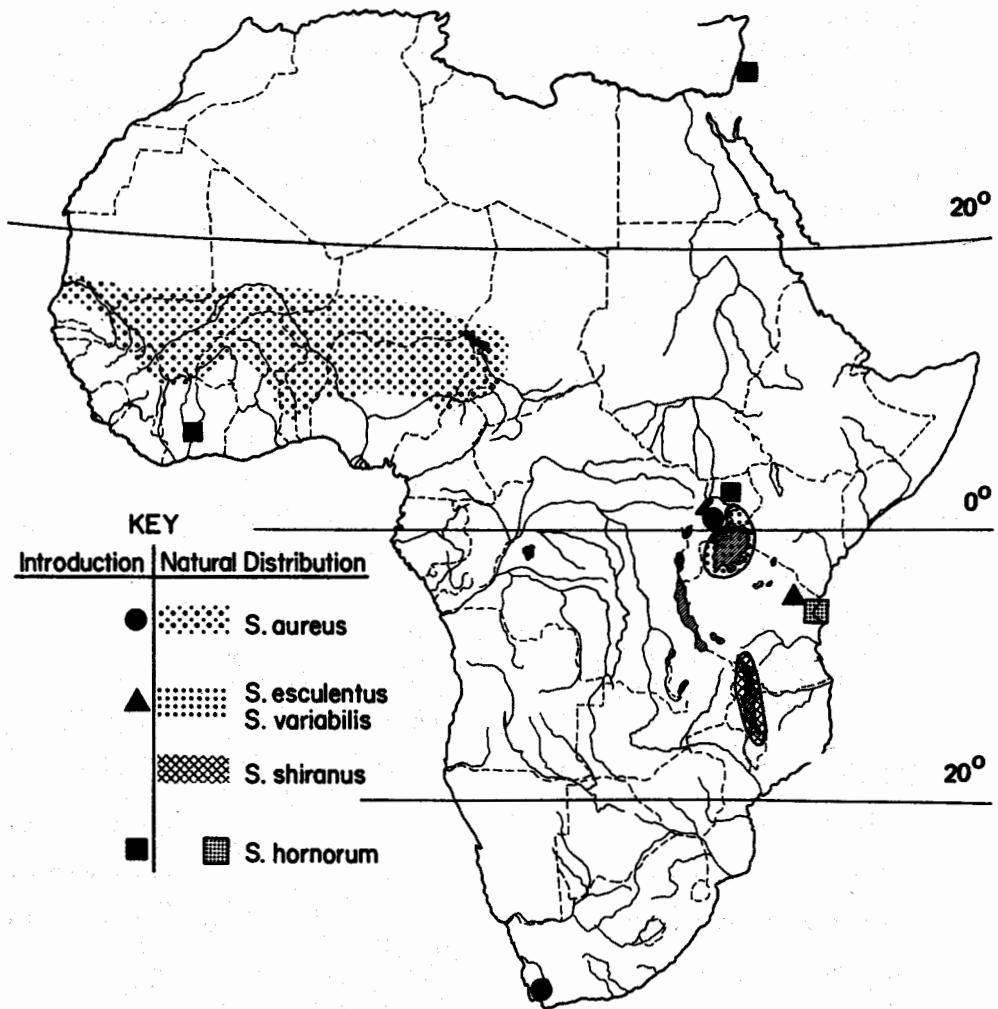 20°
0°
KEY
Introduction Natural Distribution
S. aureus
S. esculentus
S. variabilis
S. shiranus
20°
S. hornorum